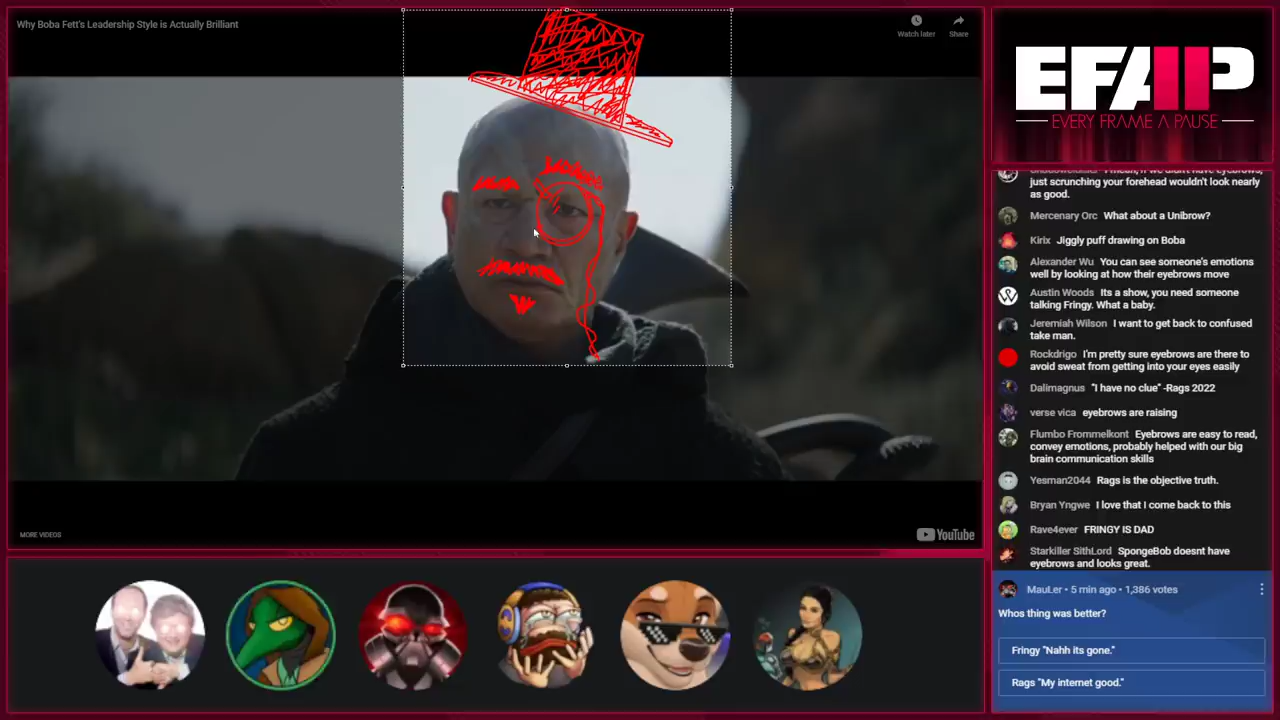 Why Boba Fett's Leadership Style is Actually Brilliant
Watch later
Share
MORE VIDEOS
YouTube
EFAP
EVERY FRAME A PAUSE
just scrunching your forehead wouldn't look nearly
as good.
Mercenary Orc What about a Unibrow?
Kirix Jiggly puff drawing on Boba
Alexander Wu You can see someone's emotions
well by looking at how their eyebrows move
Austin Woods Its a show, you need someone
talking Fringy. What a baby.
Jeremiah Wilson I want to get back to confused
take man.
Rockdrigo I'm pretty sure eyebrows are there to
avoid sweat from getting into your eyes easily
Dalimagnus "I have no clue" -Rags 2022
verse vica eyebrows are raising
Flumbo Frommelkont Eyebrows are easy to read,
convey emotions, probably helped with our big
brain communication skills
Yesman2044 Rags is the objective truth.
Bryan Yngwe I love that I come back to this
Rave4ever FRINGY IS DAD
Starkiller SithLord SpongeBob doesnt have
eyebrows and looks great.
MauLer • 5 min ago • 1,386 votes
Whos thing was better?
Fringy "Nahh its gone."
Rags "My internet good."